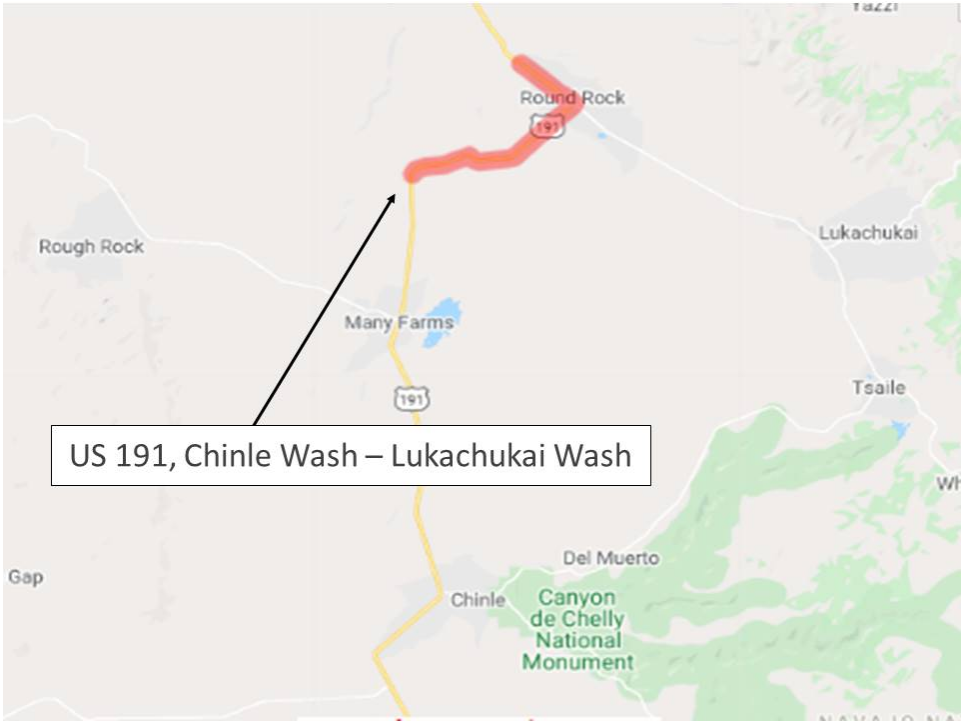 Yazzi
Round Rock
191
Rough Rock
Lukachukai
Many Farms
Tsaile
191
US 191, Chinle Wash – Lukachukai Wash
Wh
Del Muerto
Gap
Chinle
Canyon
de Chelly
National
Monument
NAVAJO NA